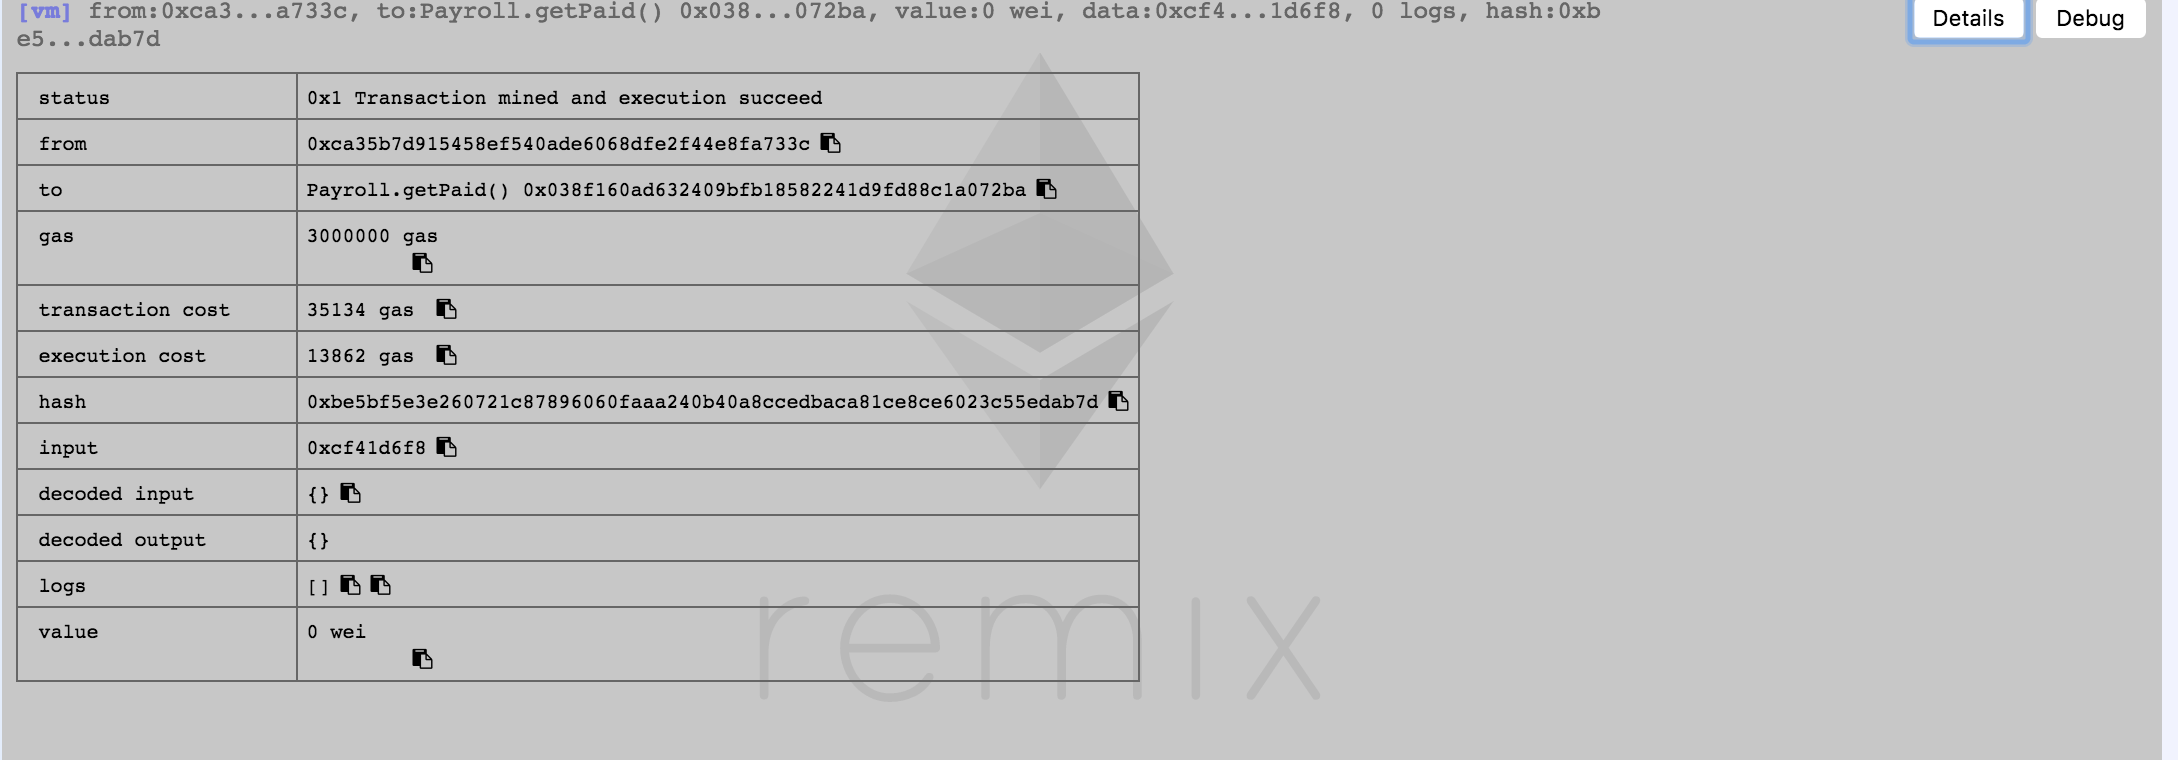 [vm] from:0xca3...a733c, to:Payroll.getPaid() 0x038...072ba, value:0 wei, data:0xcf4...1d6f8, 0 logs, hash:0xb
e5...dab7d
Details
Debug
status 0x1 Transaction mined and execution succeed
from 0xca35b7d915458ef540ade6068dfe2f44e8fa733c
to Payroll.getPaid() 0x038f160ad632409bfb18582241d9fd88c1a072ba
gas 3000000 gas
transaction cost 35134 gas
execution cost 13862 gas
hash 0xbe5bf5e3e260721c87896060faaa240b40a8ccedbaca81ce8ce6023c55edab7d
input 0xcf41d6f8
decoded input {}
decoded output {}
logs []
value 0 wei
remix